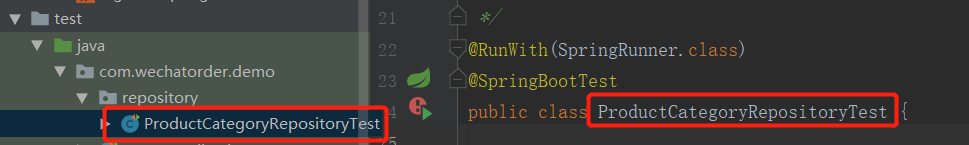 test
java
com.wechatorder.demo
repository
ProductCategoryRepositoryTest
21 */
22 @RunWith(SpringRunner.class)
23 @SpringBootTest
24 public class ProductCategoryRepositoryTest {